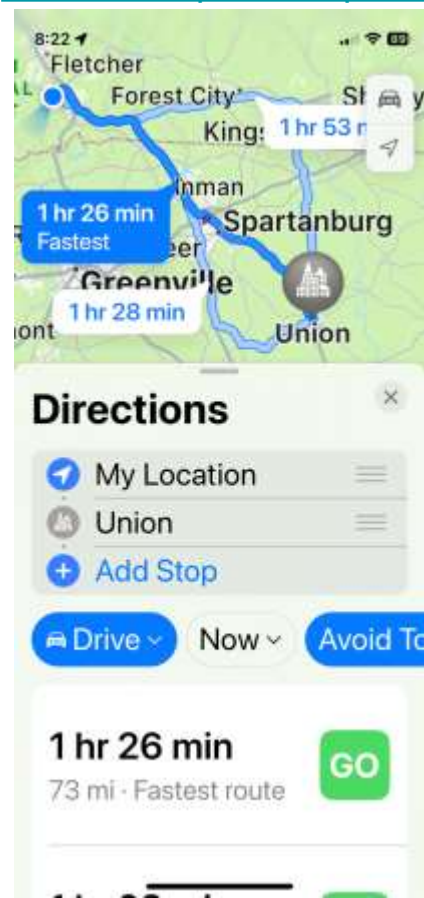 8:22
Fletcher
Forest City
King
1 hr 53
Inman
1 hr 26 min
Fastest
Spartanburg
Greenville
1 hr 28 min
Union
Directions
My Location
Union
Add Stop
Drive
Now
Avoid
1 hr 26 min
GO
73 mi · Fastest route